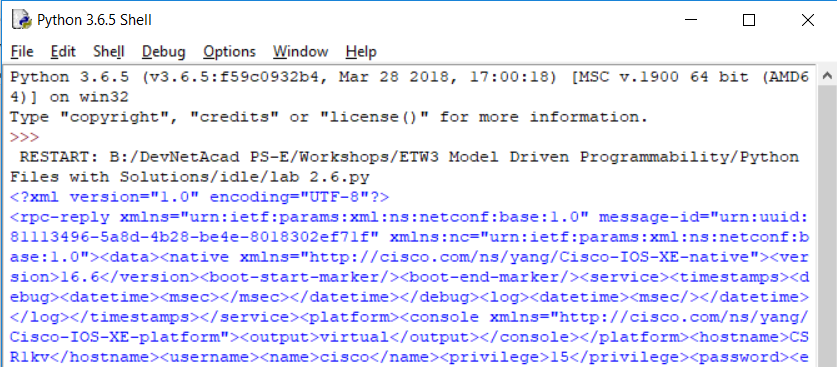 Python 3.6.5 Shell
File Edit Shell Debug Options Window Help
Python 3.6.5 (v3.6.5:f59c0932b4, Mar 28 2018, 17:00:18) [MSC v.1900 64 bit (AMD6
4)] on win32
Type "copyright", "credits" or "license()" for more information.
>>>
 RESTART: B:/DevNetAcad PS-E/Workshops/ETW3 Model Driven Programmability/Python
Files with Solutions/idle/lab 2.6.py
<?xml version="1.0" encoding="UTF-8"?>
<rpc-reply xmlns="urn:ietf:params:xml:ns:netconf:base:1.0" message-id="urn:uuid:
81113496-5a8d-4b28-be4e-8018302ef71f" xmlns:nc="urn:ietf:params:xml:ns:netconf:b
ase:1.0"><data><native xmlns="http://cisco.com/ns/yang/Cisco-IOS-XE-native"><ver
sion>16.6</version><boot-start-marker/><boot-end-marker/><service><timestamps><d
ebug><datetime><msec></msec></datetime></debug><log><datetime><msec/></datetime>
</log></timestamps></service><platform><console xmlns="http://cisco.com/ns/yang/
Cisco-IOS-XE-platform"><output>virtual</output></console></platform><hostname>CS
R1kv</hostname><username><name>cisco</name><privilege>15</privilege><password><e